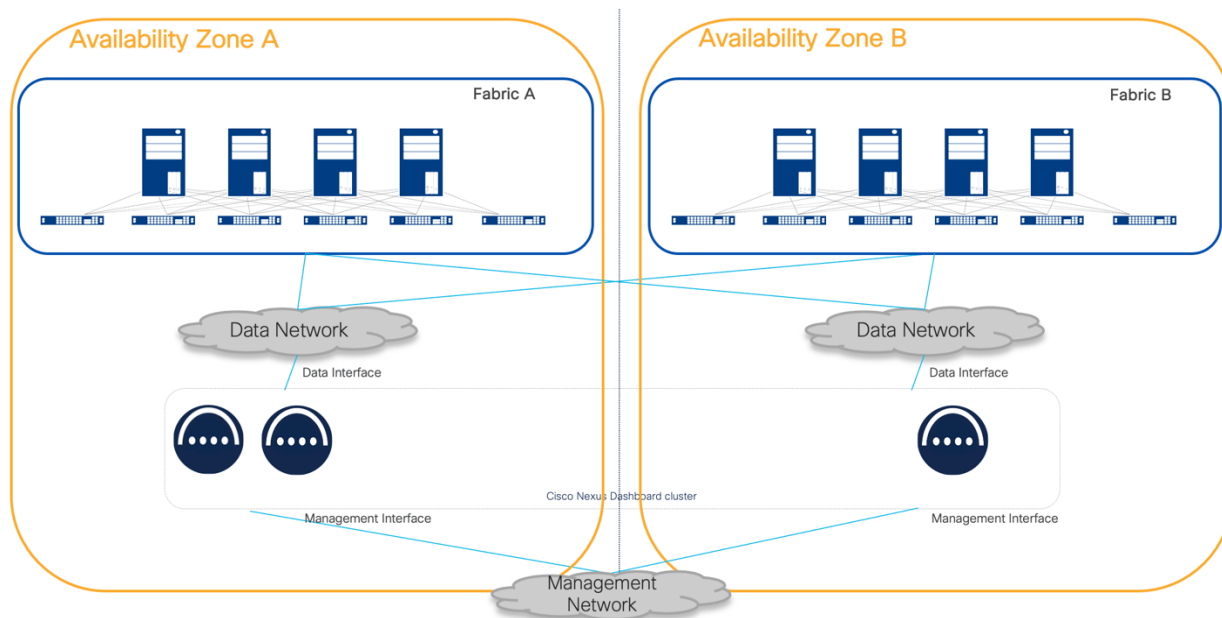 Availability Zone A
Availability Zone B
Fabric A
Fabric B
Data Network
Data Network
Data Interface
Data Interface
Cisco Nexus Dashboard cluster
Management Interface
Management Interface
Management
Network